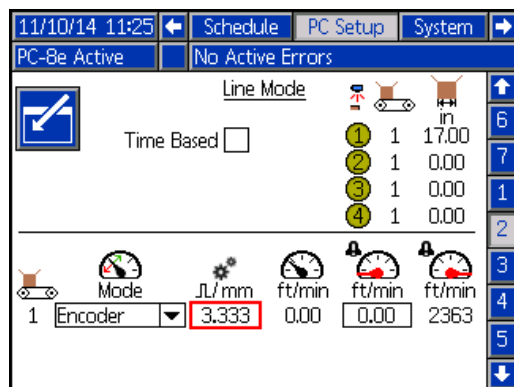 11/10/14 11:25 Schedule PC Setup System
PC-8e Active No Active Errors
Line Mode
in
Time Based
1 1 17.00
2 1 0.00
3 1 0.00
4 1 0.00
6
7
1
2
3
4
5
Mode ⎍/mm ft/min ft/min ft/min
1 Encoder 3.333 0.00 0.00 2363